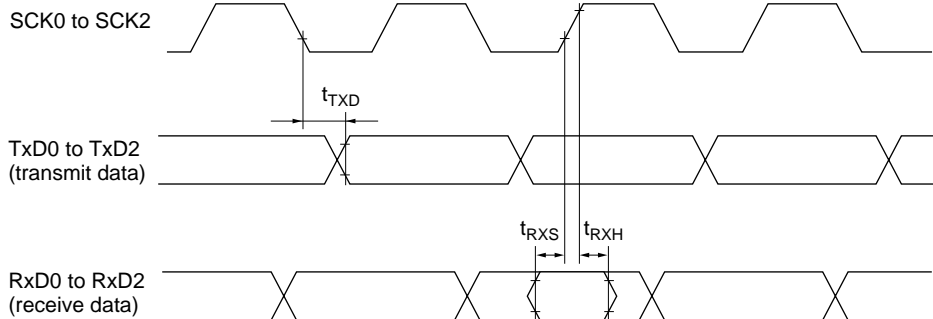 SCK0 to SCK2
tTXD
TxD0 to TxD2
(transmit data)
tRXS
tRXH
RxD0 to RxD2
(receive data)